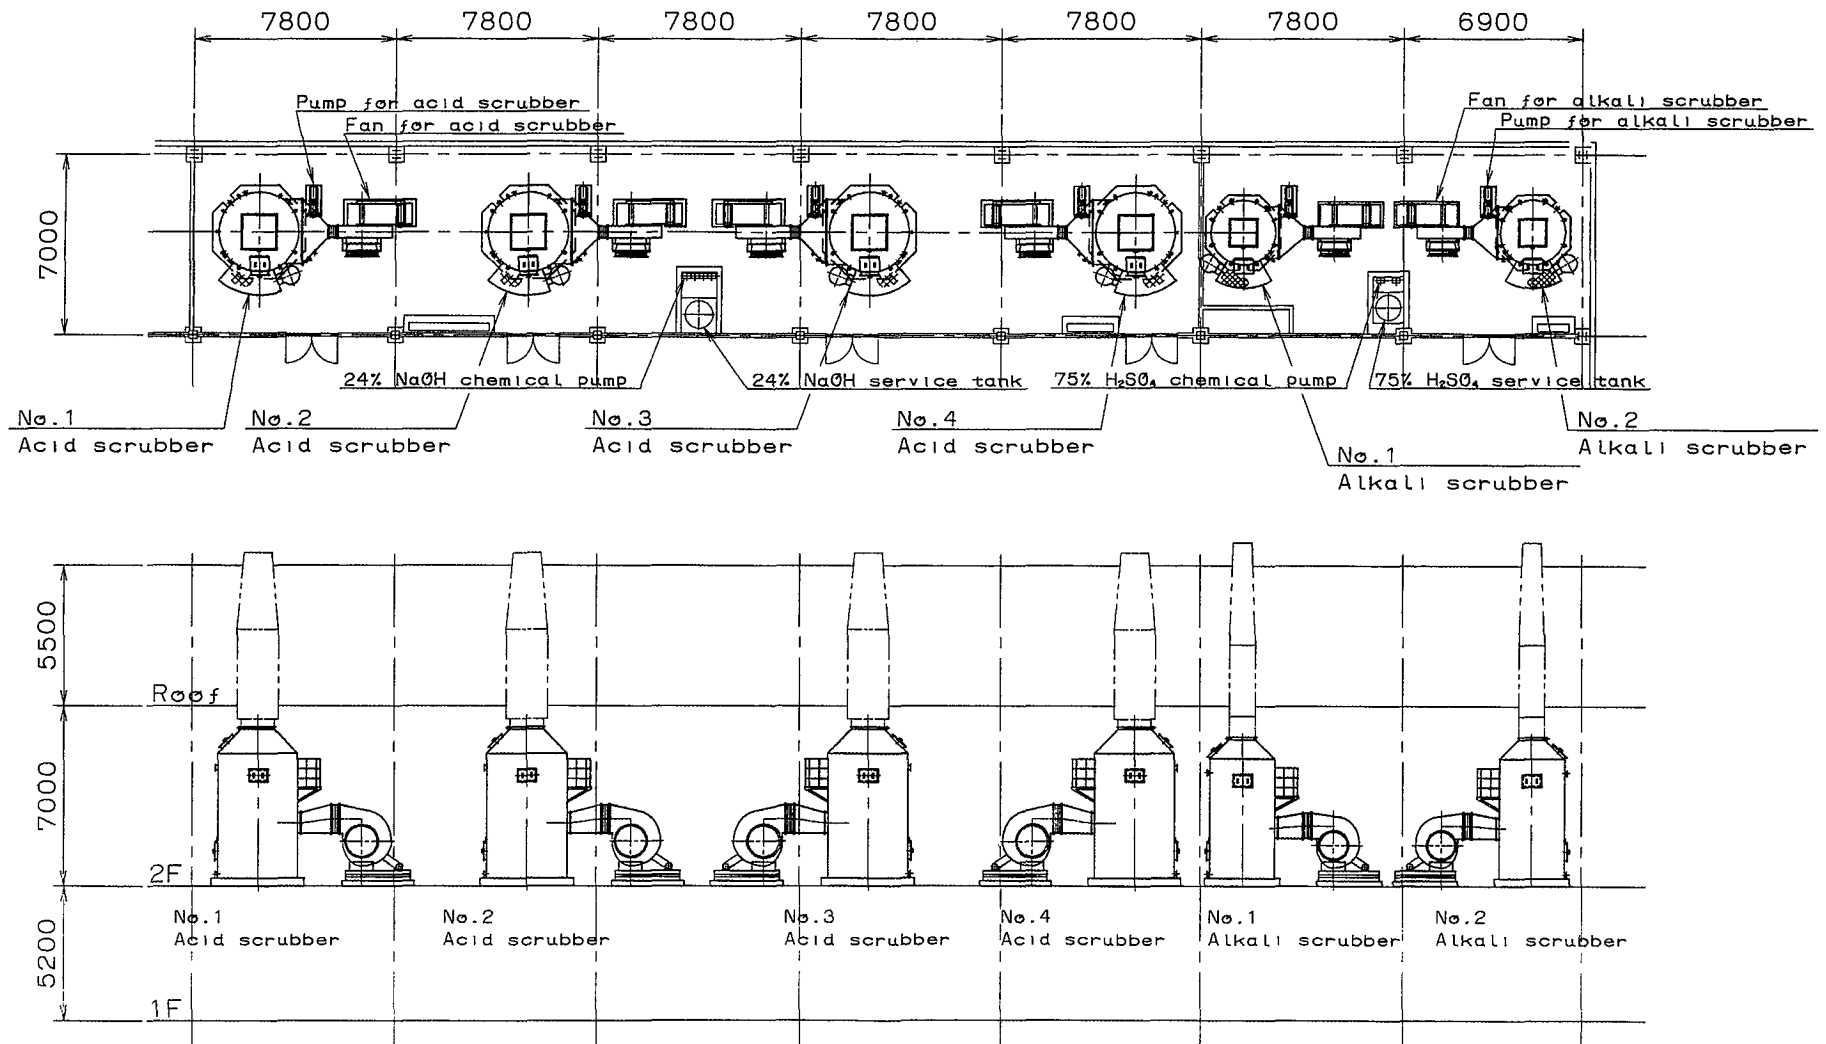 7800 7800 7800 7800 7800 7800 6900
Pump for acid scrubber
Fan for acid scrubber
Fan for alkali scrubber
Pump for alkali scrubber
7000
24% NaOH chemical pump
24% NaOH service tank
75% H₂SO₄ chemical pump
75% H₂SO₄ service tank
No.1
Acid scrubber
No.2
Acid scrubber
No.3
Acid scrubber
No.4
Acid scrubber
No.1
Alkali scrubber
No.2
Alkali scrubber
5500
Roof
7000
2F
No.1
Acid scrubber
No.2
Acid scrubber
No.3
Acid scrubber
No.4
Acid scrubber
No.1
Alkali scrubber
No.2
Alkali scrubber
5200
1F